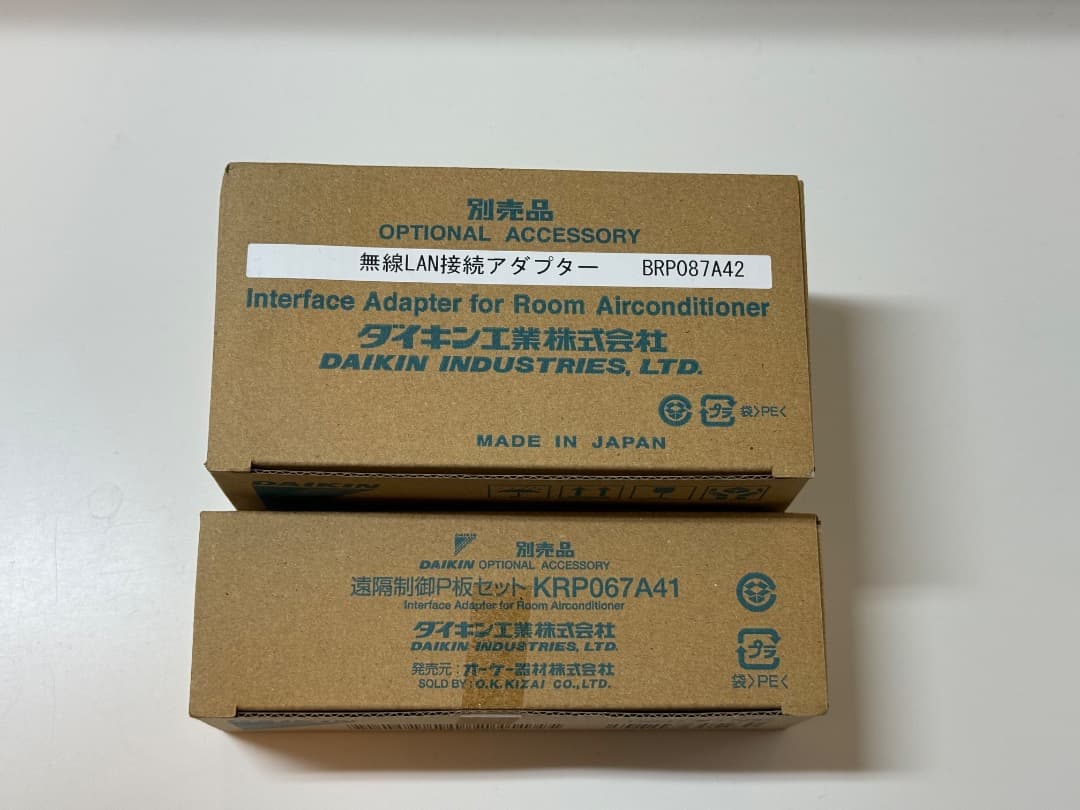 別売品
OPTIONAL ACCESSORY
無線LAN接続アダプター BRP087A42
Interface Adapter for Room Airconditioner
ダイキン工業株式会社
DAIKIN INDUSTRIES, LTD.
プラ 袋>PE<
MADE IN JAPAN
DAIKIN
別売品
DAIKIN OPTIONAL ACCESSORY
遠隔制御P板セット KRP067A41
Interface Adapter for Room Airconditioner
ダイキン工業株式会社
DAIKIN INDUSTRIES, LTD.
発売元:オーケー器材株式会社
SOLD BY: O.K.KIZAI CO., LTD.
プラ
袋>PE<